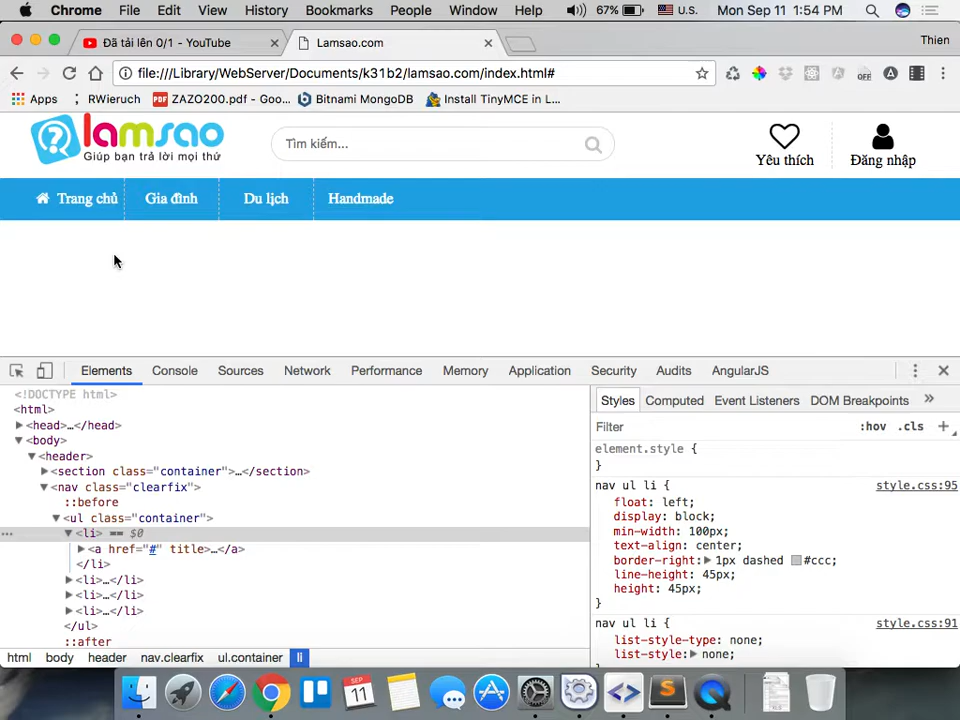 Chrome File Edit View History Bookmarks People Window Help 67% U.S. Mon Sep 11 1:54 PM
Đã tải lên 0/1 - YouTube Lamsao.com Thien
file:///Library/WebServer/Documents/k31b2/lamsao.com/index.html# OFF
Apps RWieruch ZAZO200.pdf - Goo... Bitnami MongoDB Install TinyMCE in L...
lamsao
Giúp bạn trả lời mọi thứ
Tìm kiếm...
Yêu thích Đăng nhập
Trang chủ Gia đình Du lịch Handmade
Elements Console Sources Network Performance Memory Application Security Audits AngularJS
<!DOCTYPE html>
<html>
<head>…</head>
<body>
<header>
<section class="container">…</section>
<nav class="clearfix">
::before
<ul class="container">
… <li> == $0
<a href="#" title>…</a>
</li>
<li>…</li>
<li>…</li>
<li>…</li>
</ul>
::after
html body header nav.clearfix ul.container li
Styles Computed Event Listeners DOM Breakpoints »
Filter :hov .cls +
element.style {
}
nav ul li { style.css:95
float: left;
display: block;
min-width: 100px;
text-align: center;
border-right: 1px dashed #ccc;
line-height: 45px;
height: 45px;
}
nav ul li { style.css:91
list-style-type: none;
list-style: none;
SEP
11